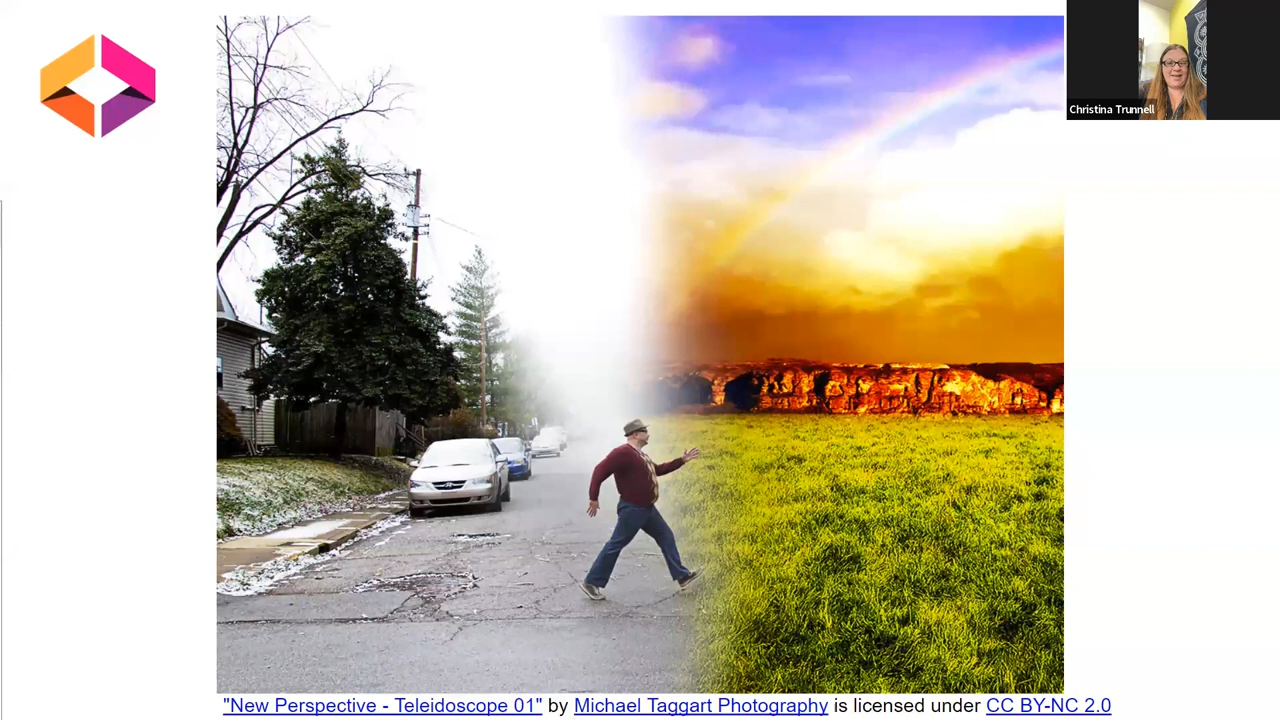 Christina Trunnell
"New Perspective - Teleidoscope 01" by Michael Taggart Photography is licensed under CC BY-NC 2.0